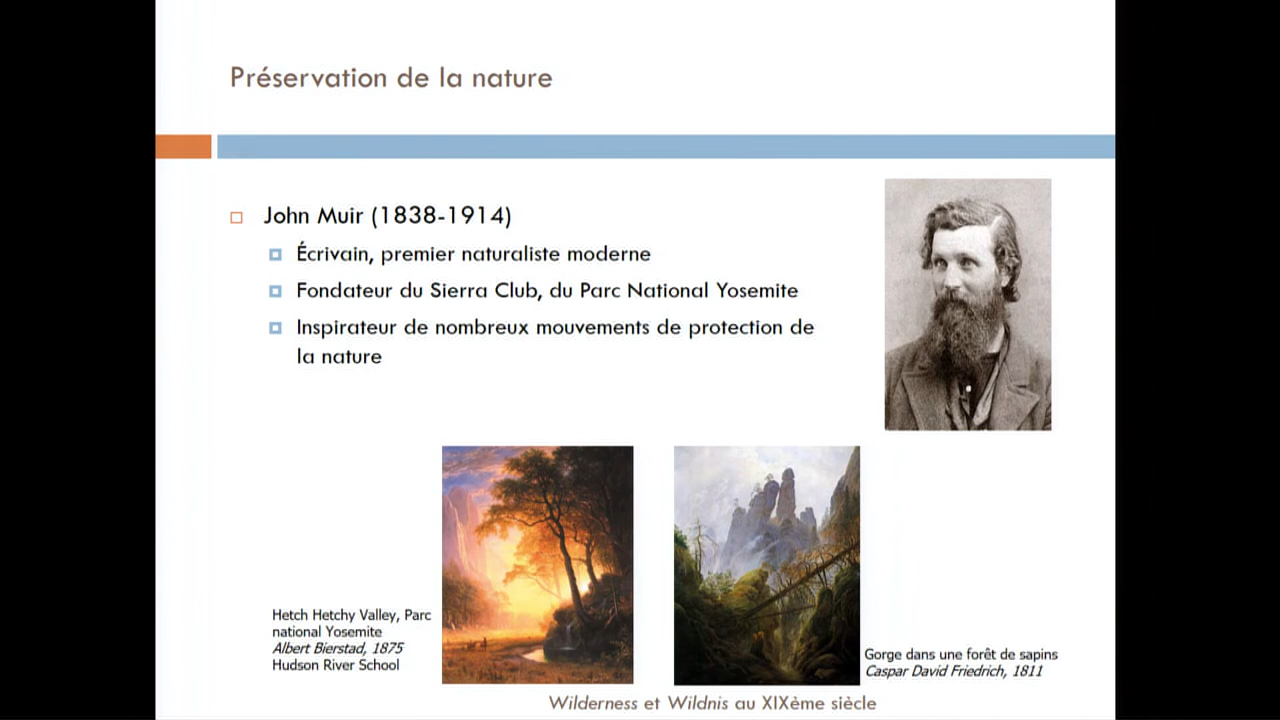 Préservation de la nature
John Muir (1838-1914)
Écrivain, premier naturaliste moderne
Fondateur du Sierra Club, du Parc National Yosemite
Inspirateur de nombreux mouvements de protection de
la nature
Hetch Hetchy Valley, Parc
national Yosemite
Albert Bierstad, 1875
Hudson River School
Gorge dans une forêt de sapins
Caspar David Friedrich, 1811
Wilderness et Wildnis au XIXème siècle